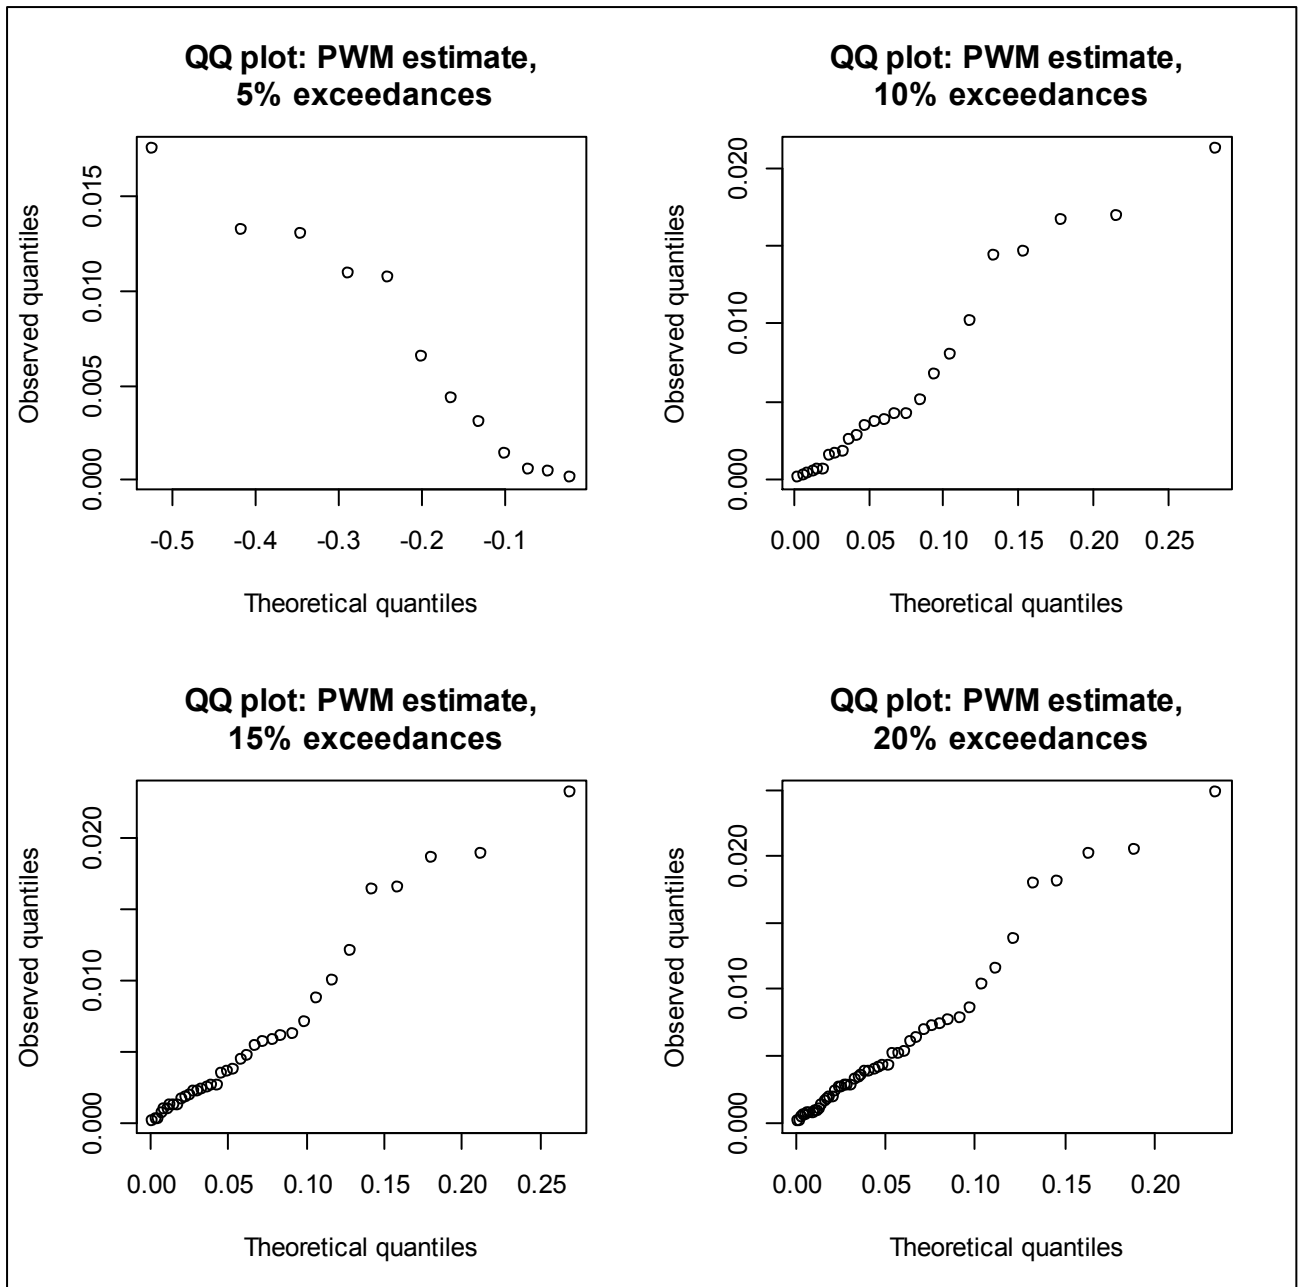 QQ plot: PWM estimate,
5% exceedances
Observed quantiles
0.000 0.005 0.010 0.015
-0.5 -0.4 -0.3 -0.2 -0.1
Theoretical quantiles
QQ plot: PWM estimate,
10% exceedances
Observed quantiles
0.000 0.010 0.020
0.00 0.05 0.10 0.15 0.20 0.25
Theoretical quantiles
QQ plot: PWM estimate,
15% exceedances
Observed quantiles
0.000 0.010 0.020
0.00 0.05 0.10 0.15 0.20 0.25
Theoretical quantiles
QQ plot: PWM estimate,
20% exceedances
Observed quantiles
0.000 0.010 0.020
0.00 0.05 0.10 0.15 0.20
Theoretical quantiles